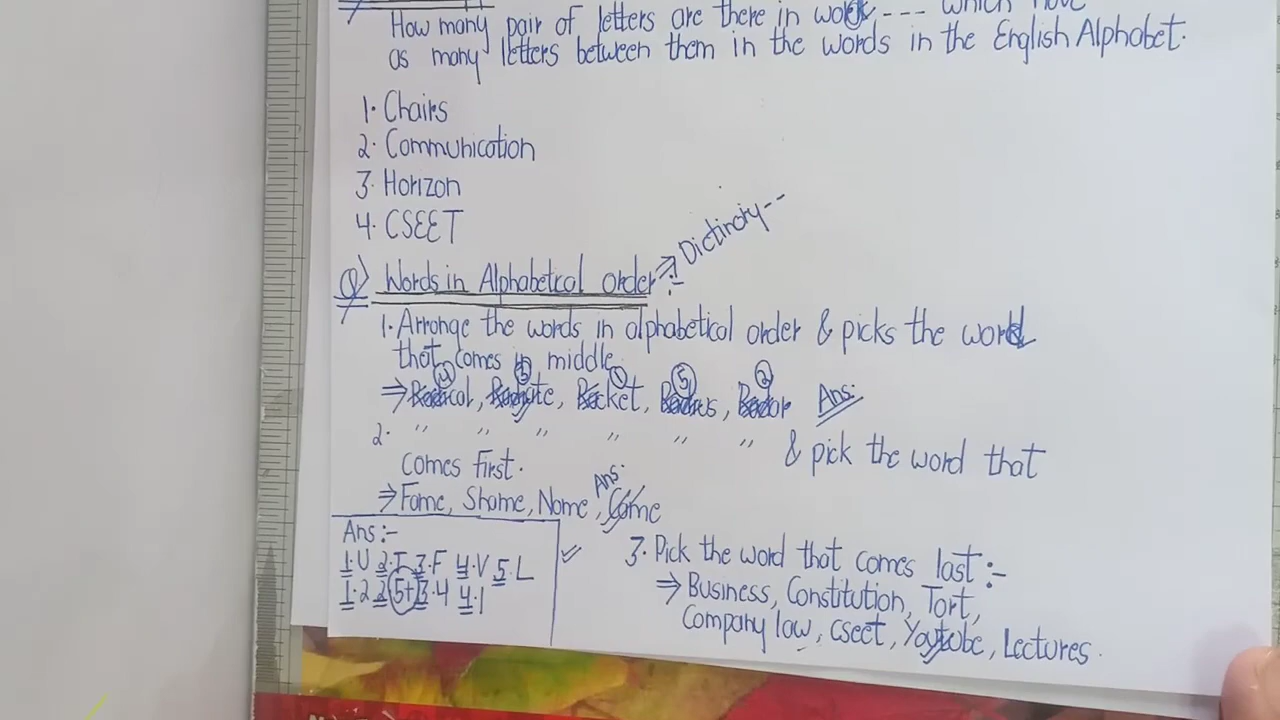 How many pair of letters are there in word --- which have
as many letters between them in the words in the English Alphabet.
1. Chairs
2. Communication
3. Horizon
4. CSEET
Q) Words in Alphabetical order :- ⇒ Dictinory--
1. Arrange the words in alphabetical order & picks the word
that comes in middle.
⇒ Radical, Radiate, Racket, Radius, Radar Ans:
2. " " " " " " & pick the word that
comes first.
⇒ Fame, Shame, Name, Came Ans:
Ans:-
1.U 2.I 3.F 4.V 5.L
1.2 2.(5+1) 3.4 4.1
3. Pick the word that comes last :-
⇒ Business, Constitution, Tort,
Company law, cseet, Youtube, Lectures.